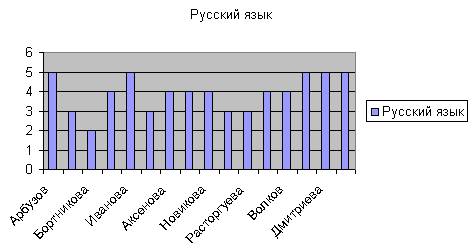 Русский язык
6
5
4
3
2
1
0
Арбузов
Бортникова
Иванова
Аксенова
Новикова
Расторгуева
Волков
Дмитриева
Русский язык